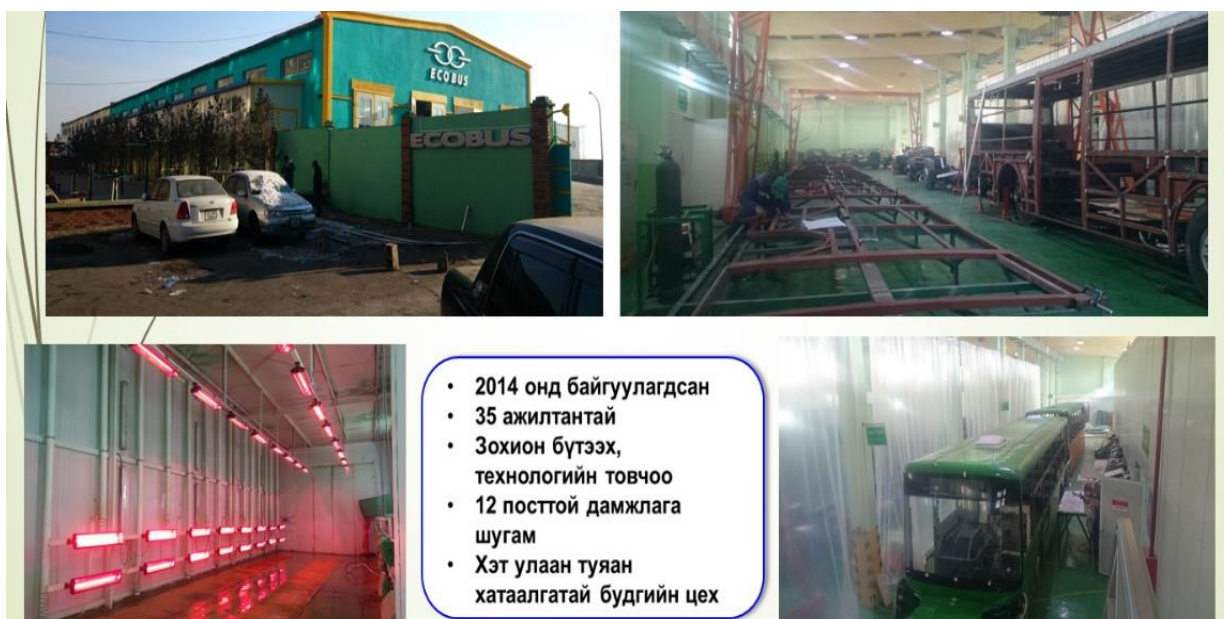 ECOBUS
ECOBUS
• 2014 онд байгуулагдсан
• 35 ажилтантай
• Зохион бүтээх,
технологийн товчоо
• 12 посттой дамжлага
шугам
• Хэт улаан туяан
хатаалгатай будгийн цех